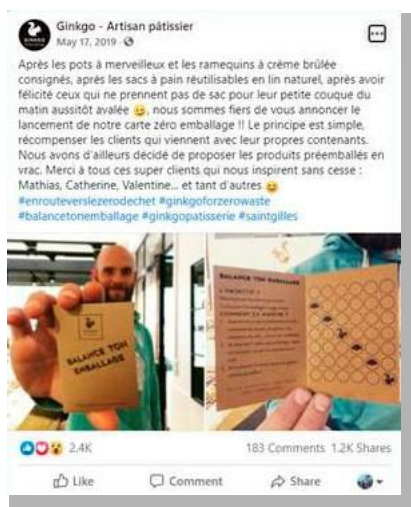 Ginkgo - Artisan pâtissier
GINKGO
May 17, 2019
Après les pots à merveilleux et les ramequins à crème brûlée
consignés, après les sacs à pain réutilisables en lin naturel, après avoir
félicité ceux qui ne prennent pas de sac pour leur petite couque du
matin aussitôt avalée 😉, nous sommes fiers de vous annoncer le
lancement de notre carte zéro emballage !! Le principe est simple,
récompenser les clients qui viennent avec leur propres contenants.
Nous avons d'ailleurs décidé de proposer les produits préemballés en
vrac. Merci à tous ces super clients qui nous inspirent sans cesse :
Mathias, Catherine, Valentine... et tant d'autres 😀
#enrouteverslezerodechet #ginkgoforzerowaste
#balancetonemballage #ginkgopatisserie #saintgilles
BALANCE TON
EMBALLAGE
BALANCE TON EMBALLAGE
2.4K
183 Comments 1.2K Shares
Like
Comment
Share